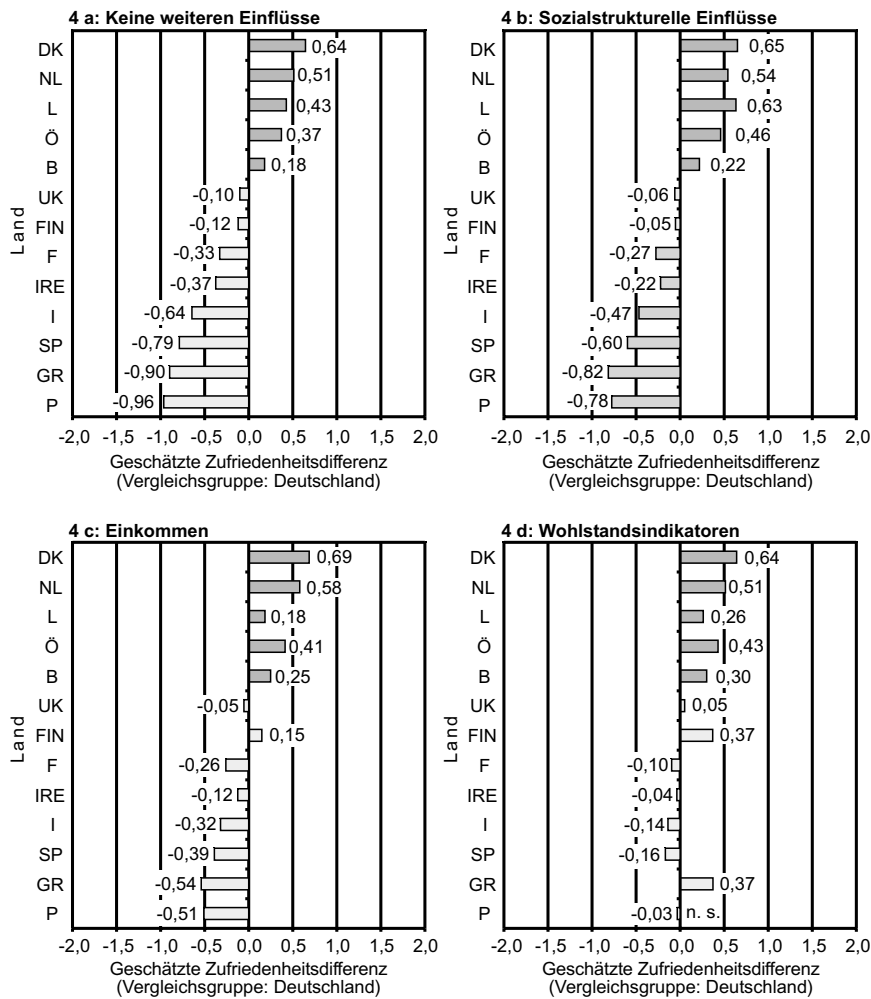 4 a: Keine weiteren Einflüsse
Land
DK 0,64
NL 0,51
L 0,43
Ö 0,37
B 0,18
UK -0,10
FIN -0,12
F -0,33
IRE -0,37
I -0,64
SP -0,79
GR -0,90
P -0,96
-2,0 -1,5 -1,0 -0,5 0,0 0,5 1,0 1,5 2,0
Geschätzte Zufriedenheitsdifferenz
(Vergleichsgruppe: Deutschland)
4 b: Sozialstrukturelle Einflüsse
Land
DK 0,65
NL 0,54
L 0,63
Ö 0,46
B 0,22
UK -0,06
FIN -0,05
F -0,27
IRE -0,22
I -0,47
SP -0,60
GR -0,82
P -0,78
-2,0 -1,5 -1,0 -0,5 0,0 0,5 1,0 1,5 2,0
Geschätzte Zufriedenheitsdifferenz
(Vergleichsgruppe: Deutschland)
4 c: Einkommen
Land
DK 0,69
NL 0,58
L 0,18
Ö 0,41
B 0,25
UK -0,05
FIN 0,15
F -0,26
IRE -0,12
I -0,32
SP -0,39
GR -0,54
P -0,51
-2,0 -1,5 -1,0 -0,5 0,0 0,5 1,0 1,5 2,0
Geschätzte Zufriedenheitsdifferenz
(Vergleichsgruppe: Deutschland)
4 d: Wohlstandsindikatoren
Land
DK 0,64
NL 0,51
L 0,26
Ö 0,43
B 0,30
UK 0,05
FIN 0,37
F -0,10
IRE -0,04
I -0,14
SP -0,16
GR 0,37
P -0,03 n. s.
-2,0 -1,5 -1,0 -0,5 0,0 0,5 1,0 1,5 2,0
Geschätzte Zufriedenheitsdifferenz
(Vergleichsgruppe: Deutschland)